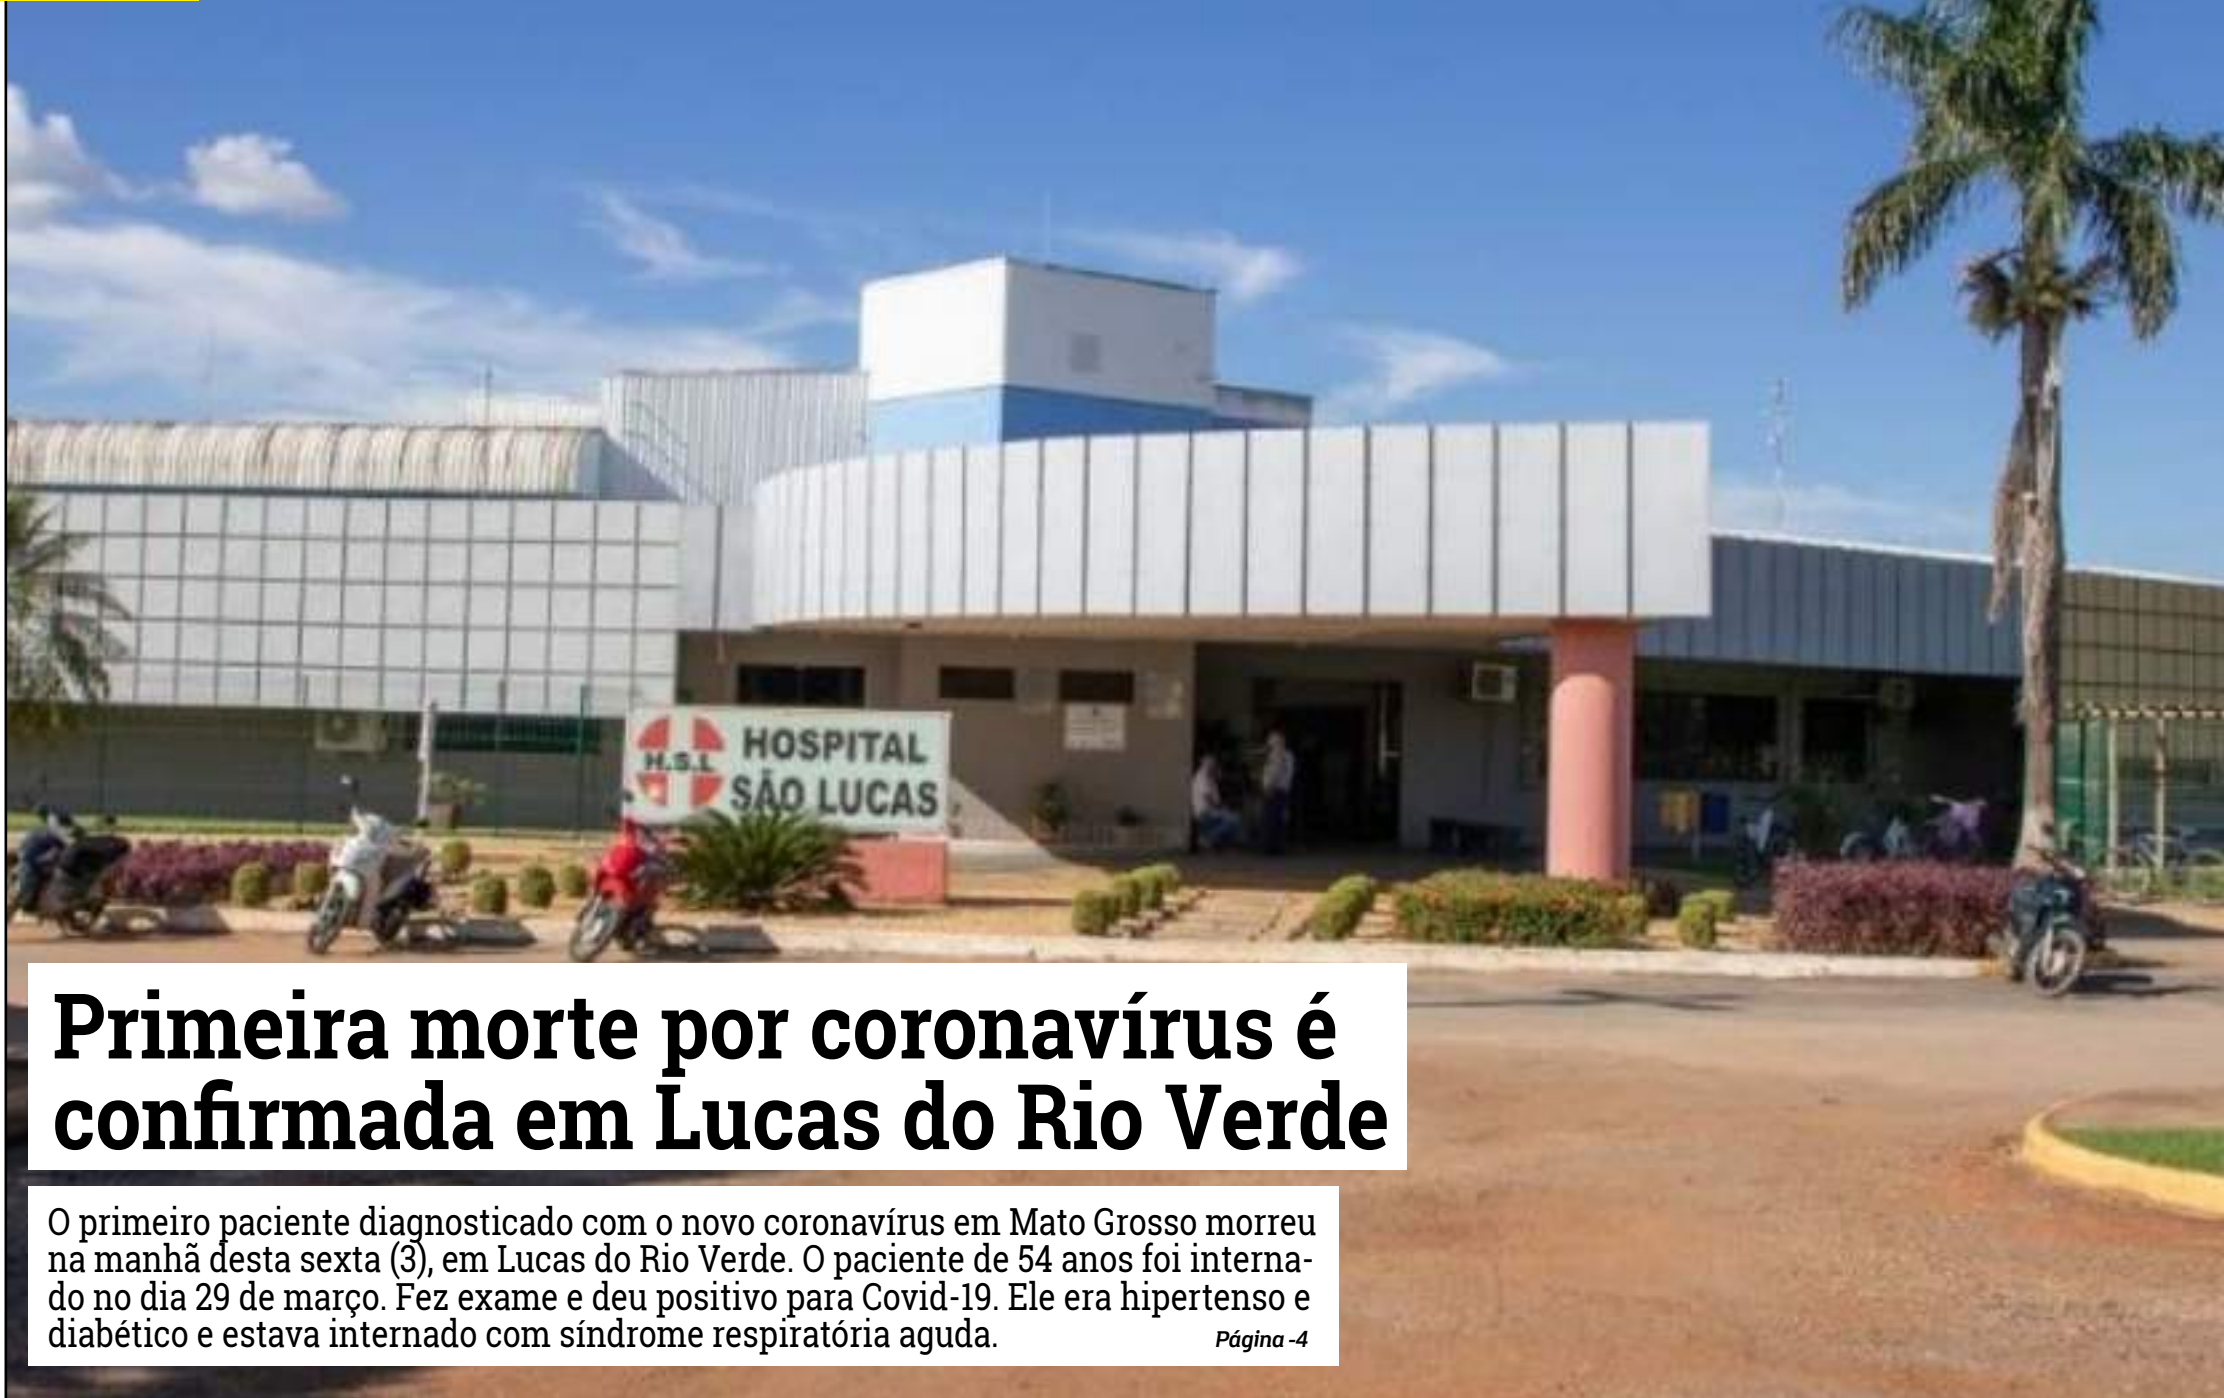 H.S.L
HOSPITAL
SÃO LUCAS
Primeira morte por coronavírus é
confirmada em Lucas do Rio Verde
O primeiro paciente diagnosticado com o novo coronavírus em Mato Grosso morreu
na manhã desta sexta (3), em Lucas do Rio Verde. O paciente de 54 anos foi interna-
do no dia 29 de março. Fez exame e deu positivo para Covid-19. Ele era hipertenso e
diabético e estava internado com síndrome respiratória aguda.
Página -4